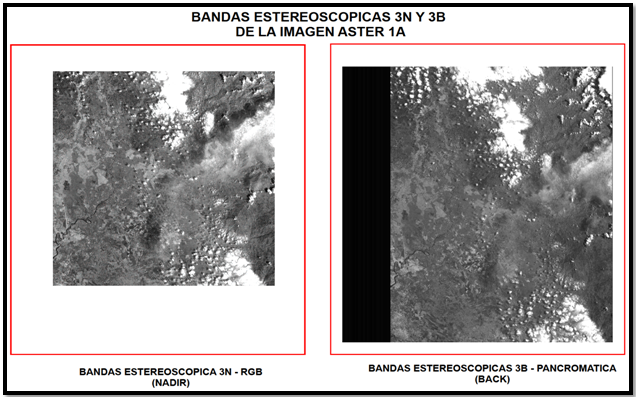 BANDAS ESTEREOSCOPICAS 3N Y 3B
DE LA IMAGEN ASTER 1A
BANDAS ESTEREOSCOPICA 3N - RGB
(NADIR)
BANDAS ESTEREOSCOPICAS 3B - PANCROMATICA
(BACK)